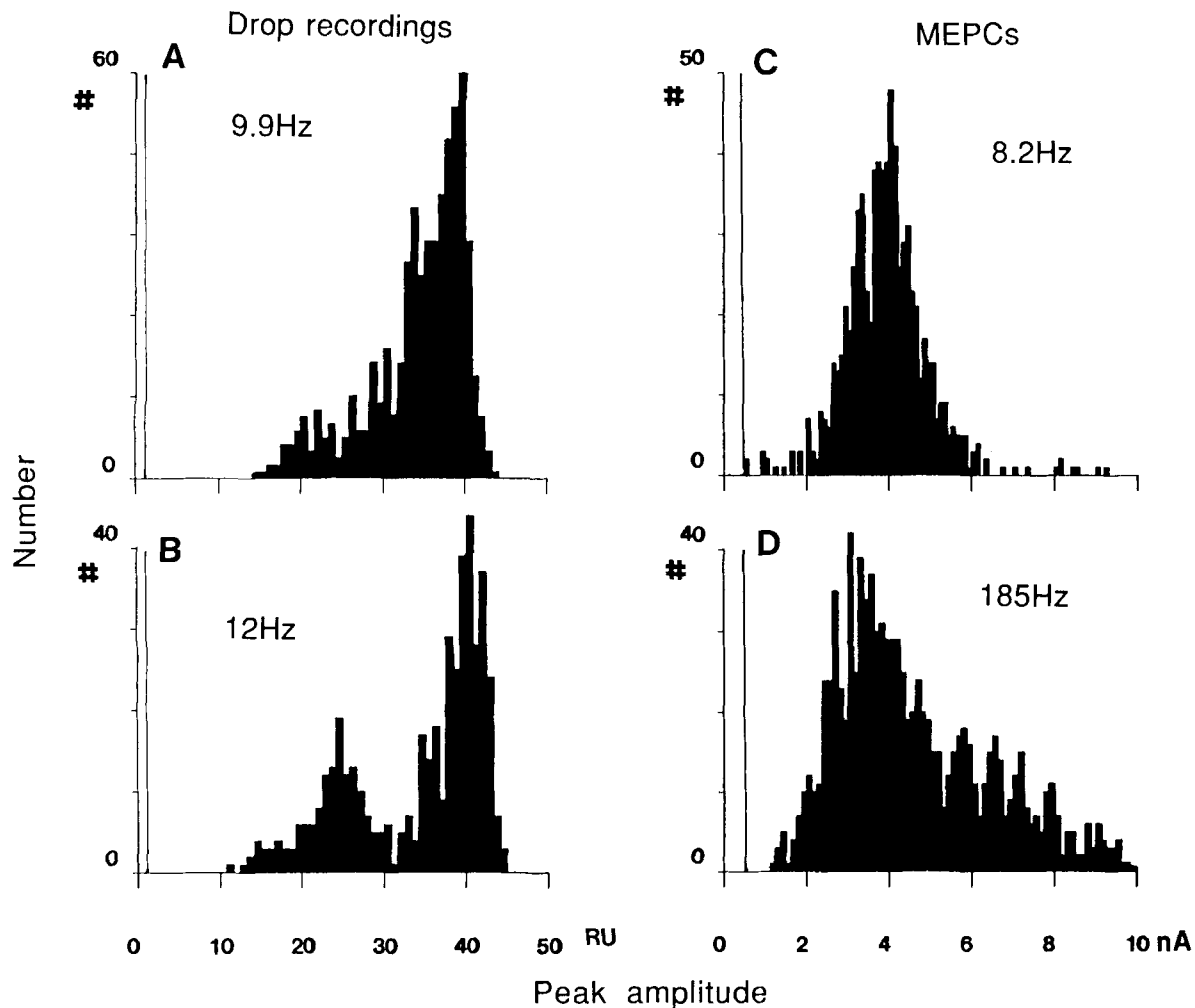 Drop recordings
MEPCs
60
A
#
9.9Hz
0
50
C
#
8.2Hz
0
Number
40
B
#
12Hz
0
40
D
#
185Hz
0
0 10 20 30 40 50 RU
0 2 4 6 8 10 nA
Peak amplitude